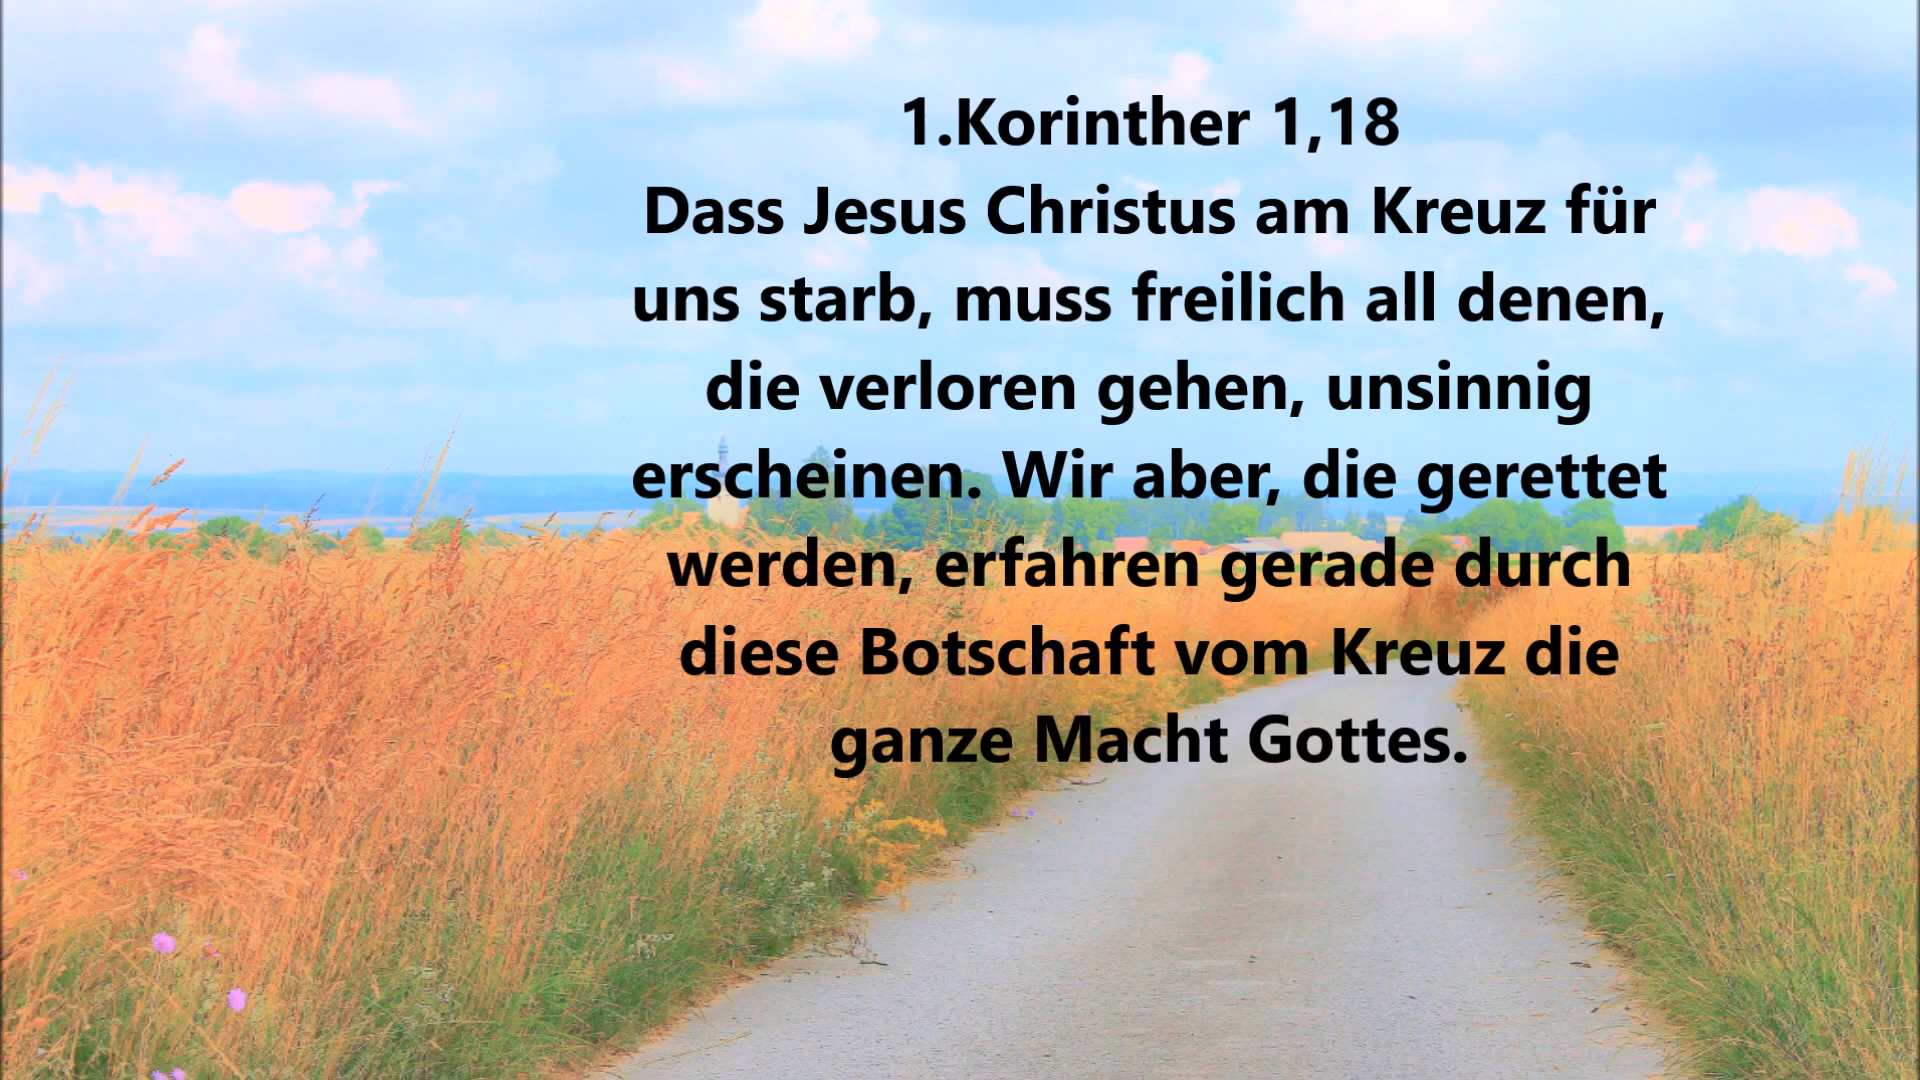 1.Korinther 1,18
Dass Jesus Christus am Kreuz für
uns starb, muss freilich all denen,
die verloren gehen, unsinnig
erscheinen. Wir aber, die gerettet
werden, erfahren gerade durch
diese Botschaft vom Kreuz die
ganze Macht Gottes.